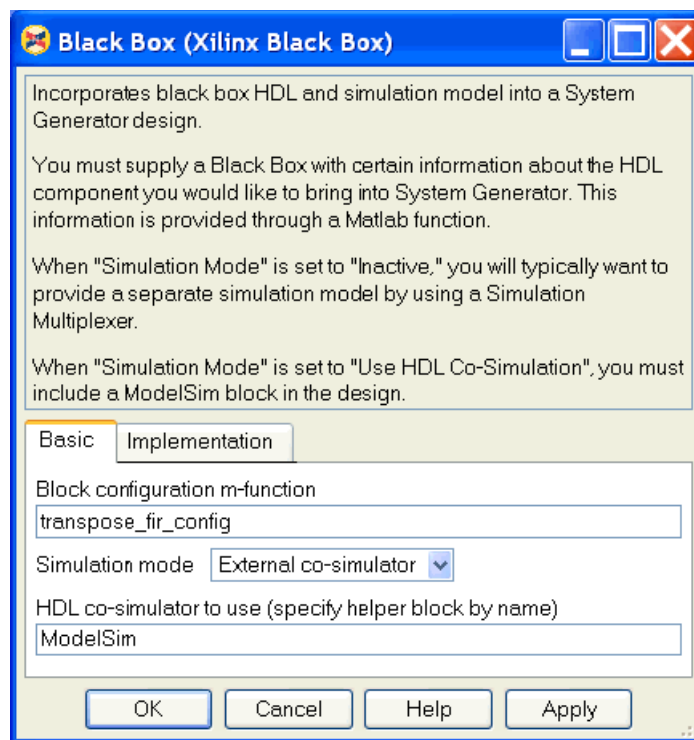 Black Box (Xilinx Black Box)
Incorporates black box HDL and simulation model into a System
Generator design.
You must supply a Black Box with certain information about the HDL
component you would like to bring into System Generator. This
information is provided through a Matlab function.
When "Simulation Mode" is set to "Inactive," you will typically want to
provide a separate simulation model by using a Simulation
Multiplexer.
When "Simulation Mode" is set to "Use HDL Co-Simulation", you must
include a ModelSim block in the design.
Basic Implementation
Block configuration m-function
transpose_fir_config
Simulation mode External co-simulator
HDL co-simulator to use (specify helper block by name)
ModelSim
OK Cancel Help Apply